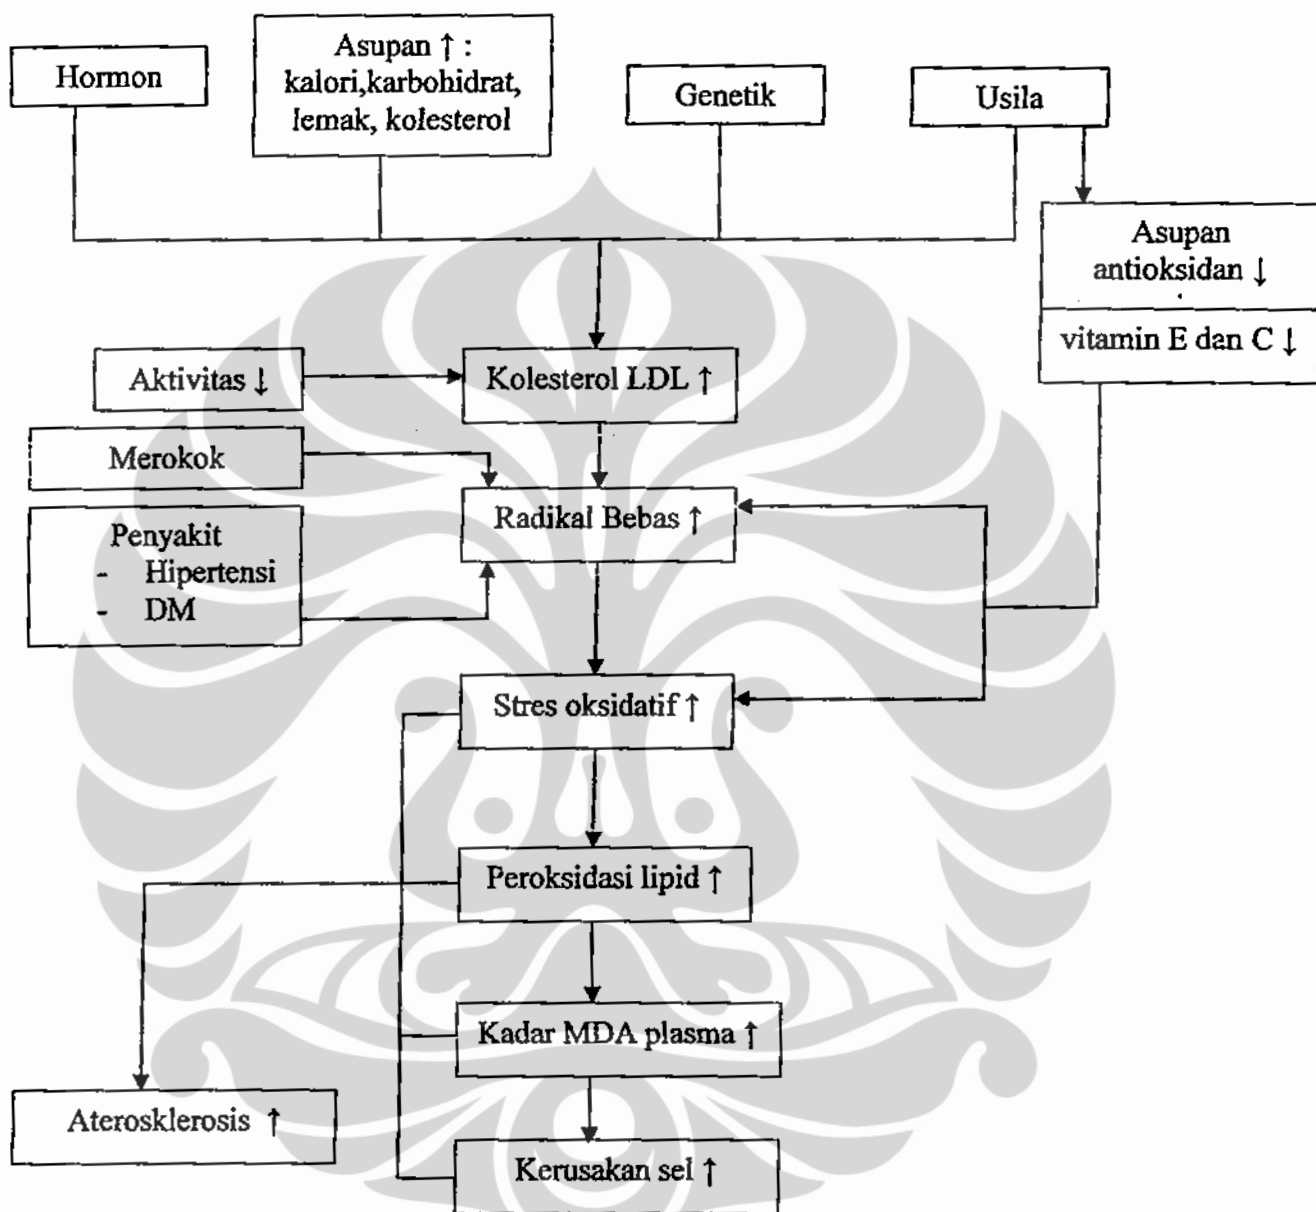 Hormon
Asupan ↑ :
kalori,karbohidrat,
lemak, kolesterol
Genetik
Usila
Asupan
antioksidan ↓
vitamin E dan C ↓
Aktivitas ↓
Kolesterol LDL ↑
Merokok
Radikal Bebas ↑
Penyakit
- Hipertensi
- DM
Stres oksidatif ↑
Peroksidasi lipid ↑
Kadar MDA plasma ↑
Aterosklerosis ↑
Kerusakan sel ↑